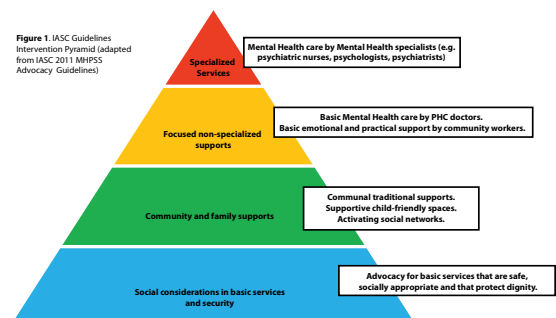 Figure 1. IASC Guidelines
Intervention Pyramid (adapted
from IASC 2011 MHPSS
Advocacy Guidelines)
Specialized
Services
Mental Health care by Mental Health specialists (e.g.
psychiatric nurses, psychologists, psychiatrists)
Focused non-specialized
supports
Basic Mental Health care by PHC doctors.
Basic emotional and practical support by community workers.
Community and family supports
Communal traditional supports.
Supportive child-friendly spaces.
Activating social networks.
Social considerations in basic services
and security
Advocacy for basic services that are safe,
socially appropriate and that protect dignity.